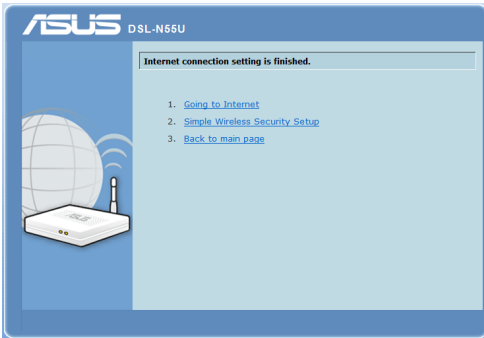 ASUS DSL-N55U
Internet connection setting is finished.
1. Going to Internet
2. Simple Wireless Security Setup
3. Back to main page